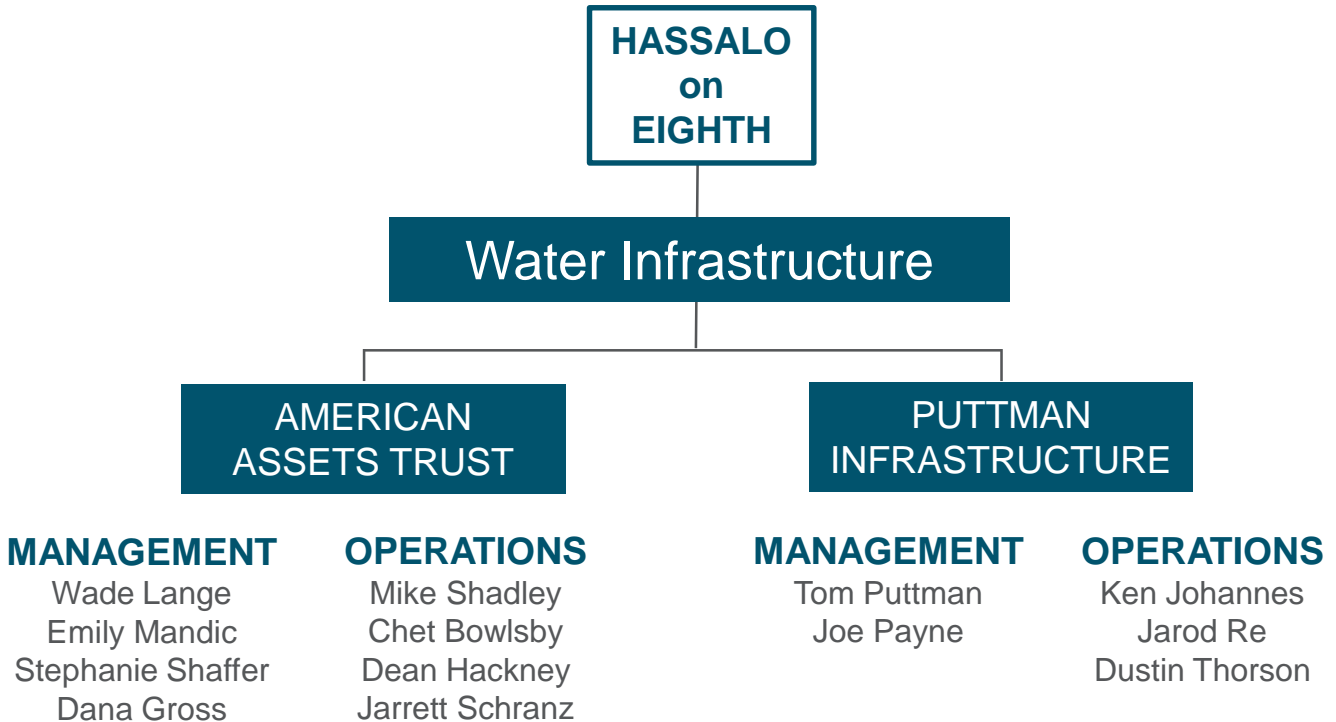 HASSALO
on
EIGHTH
Water Infrastructure
AMERICAN
ASSETS TRUST
PUTTMAN
INFRASTRUCTURE
MANAGEMENT
Wade Lange
Emily Mandic
Stephanie Shaffer
Dana Gross
OPERATIONS
Mike Shadley
Chet Bowlsby
Dean Hackney
Jarrett Schranz
MANAGEMENT
Tom Puttman
Joe Payne
OPERATIONS
Ken Johannes
Jarod Re
Dustin Thorson